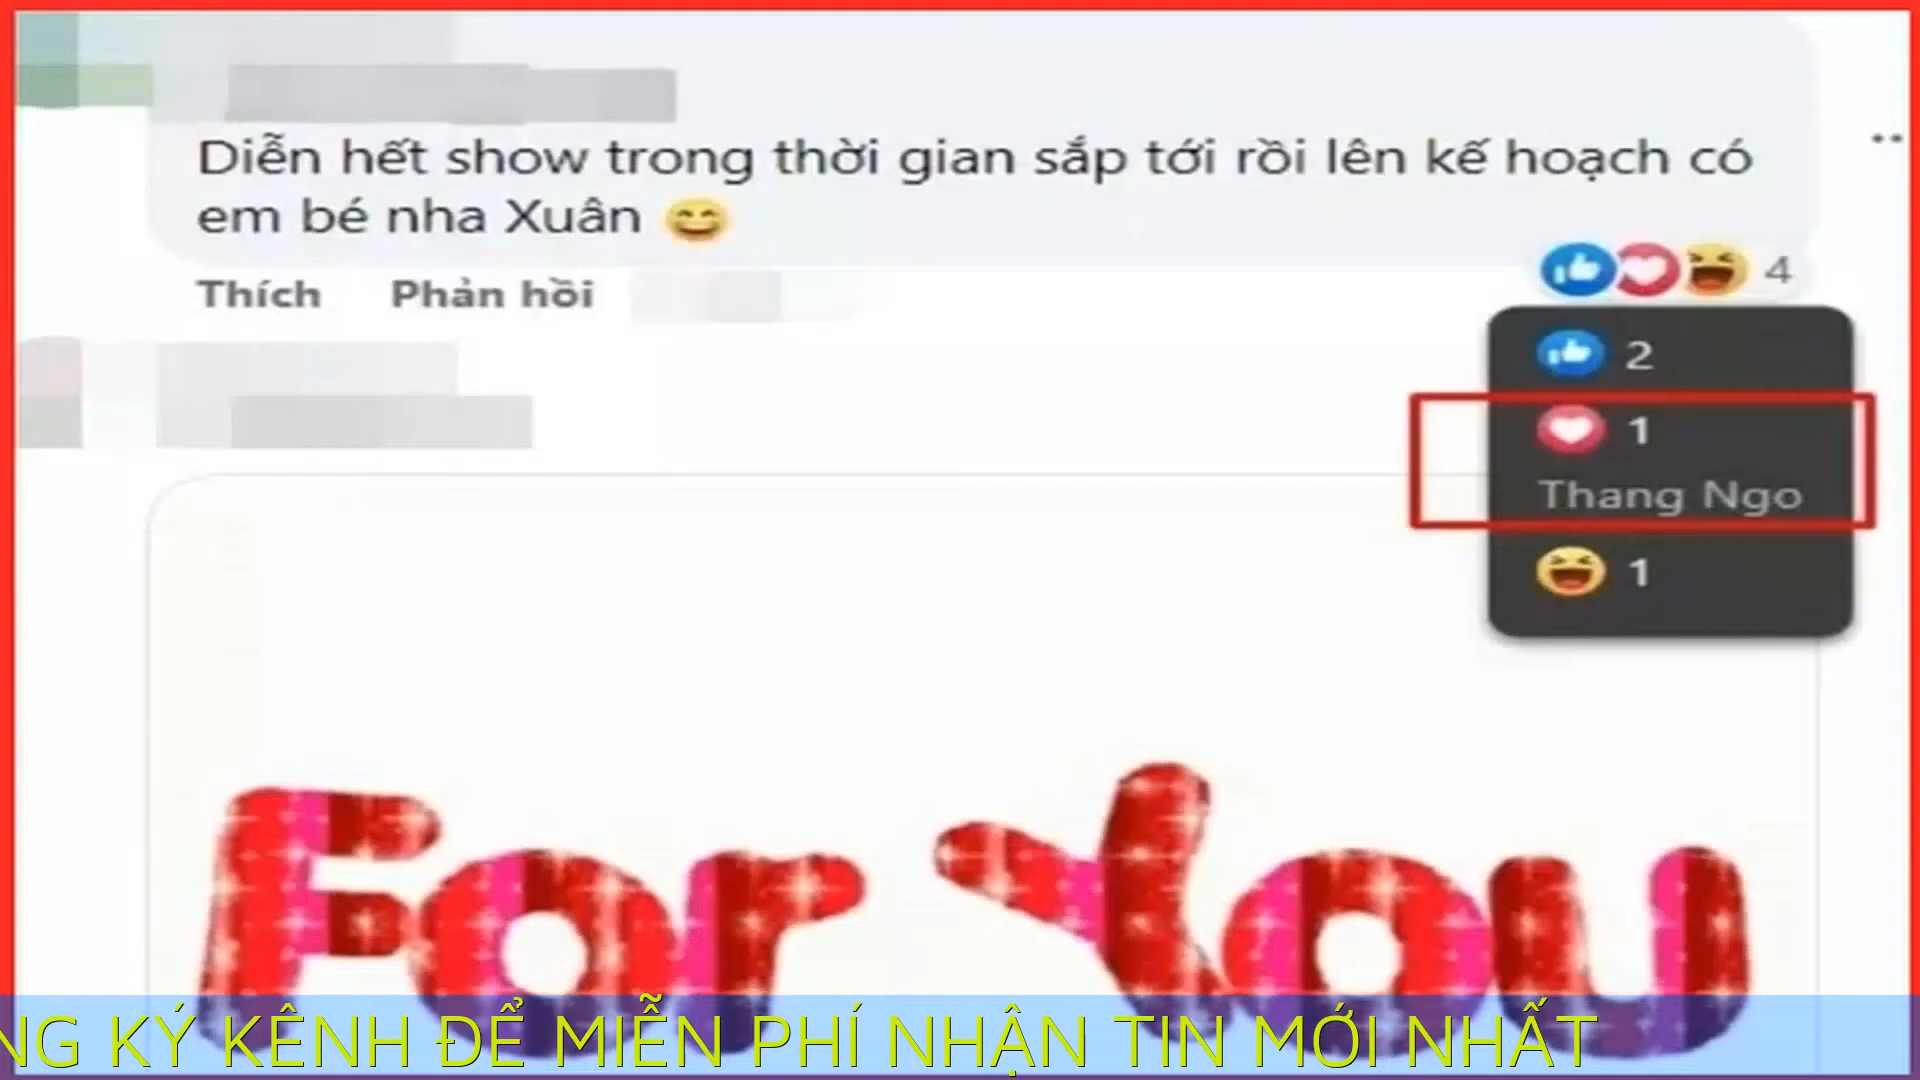 Diễn hết show trong thời gian sắp tới rồi lên kế hoạch có
em bé nha Xuân 😄
Thích Phản hồi
4
2
1
Thang Ngo
1
For You
NG KÝ KÊNH ĐỂ MIỄN PHÍ NHẬN TIN MỚI NHẤT